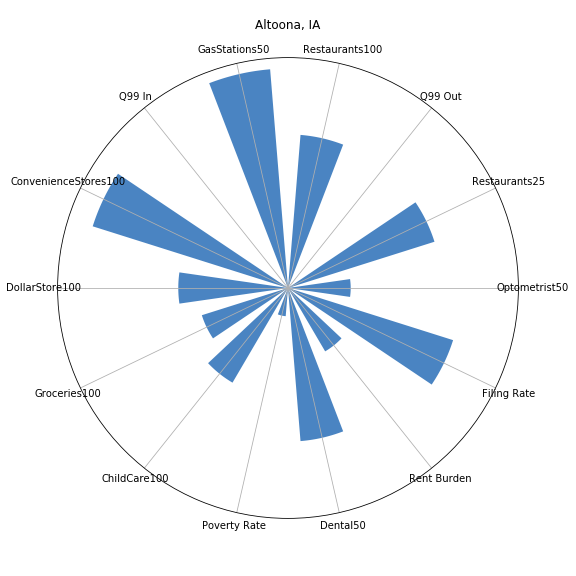 Altoona, IA
GasStations50
Restaurants100
Q99 In
Q99 Out
ConvenienceStores100
Restaurants25
DollarStore100
Optometrist50
Groceries100
Filing Rate
ChildCare100
Rent Burden
Poverty Rate
Dental50